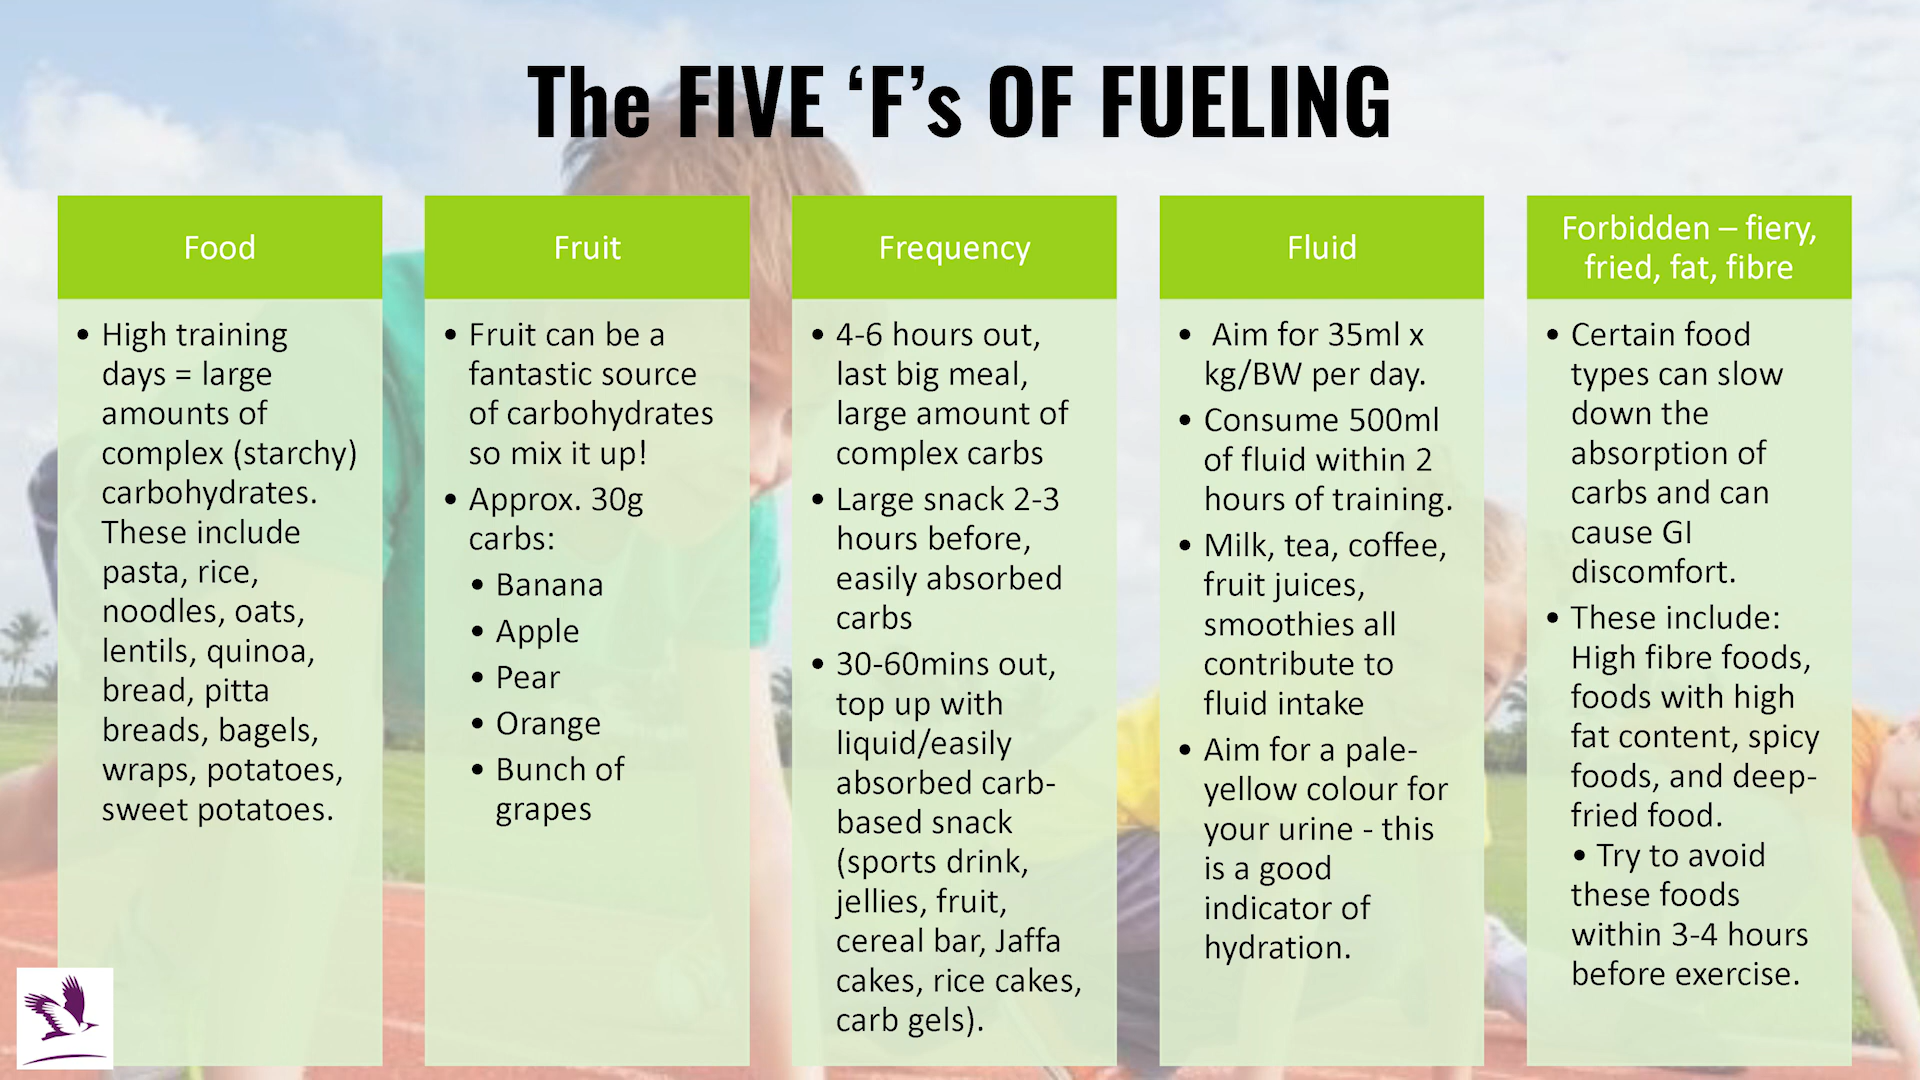 The FIVE ‘F’s OF FUELING
Food
• High training
days = large
amounts of
complex (starchy)
carbohydrates.
These include
pasta, rice,
noodles, oats,
lentils, quinoa,
bread, pitta
breads, bagels,
wraps, potatoes,
sweet potatoes.
Fruit
• Fruit can be a
fantastic source
of carbohydrates
so mix it up!
• Approx. 30g
carbs:
• Banana
• Apple
• Pear
• Orange
• Bunch of
grapes
Frequency
• 4-6 hours out,
last big meal,
large amount of
complex carbs
• Large snack 2-3
hours before,
easily absorbed
carbs
• 30-60mins out,
top up with
liquid/easily
absorbed carb-
based snack
(sports drink,
jellies, fruit,
cereal bar, Jaffa
cakes, rice cakes,
carb gels).
Fluid
• Aim for 35ml x
kg/BW per day.
• Consume 500ml
of fluid within 2
hours of training.
• Milk, tea, coffee,
fruit juices,
smoothies all
contribute to
fluid intake
• Aim for a pale-
yellow colour for
your urine - this
is a good
indicator of
hydration.
Forbidden – fiery,
fried, fat, fibre
• Certain food
types can slow
down the
absorption of
carbs and can
cause GI
discomfort.
• These include:
High fibre foods,
foods with high
fat content, spicy
foods, and deep-
fried food.
• Try to avoid
these foods
within 3-4 hours
before exercise.